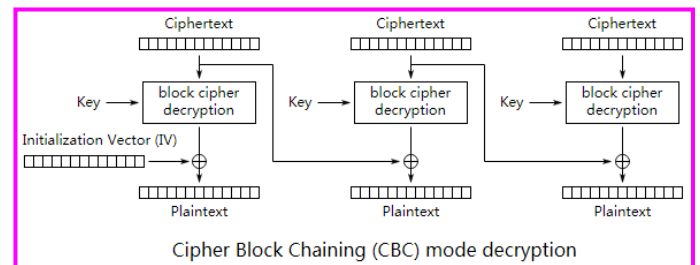 Ciphertext Ciphertext Ciphertext
Key block cipher decryption Key block cipher decryption Key block cipher decryption
Initialization Vector (IV)
Plaintext Plaintext Plaintext
Cipher Block Chaining (CBC) mode decryption